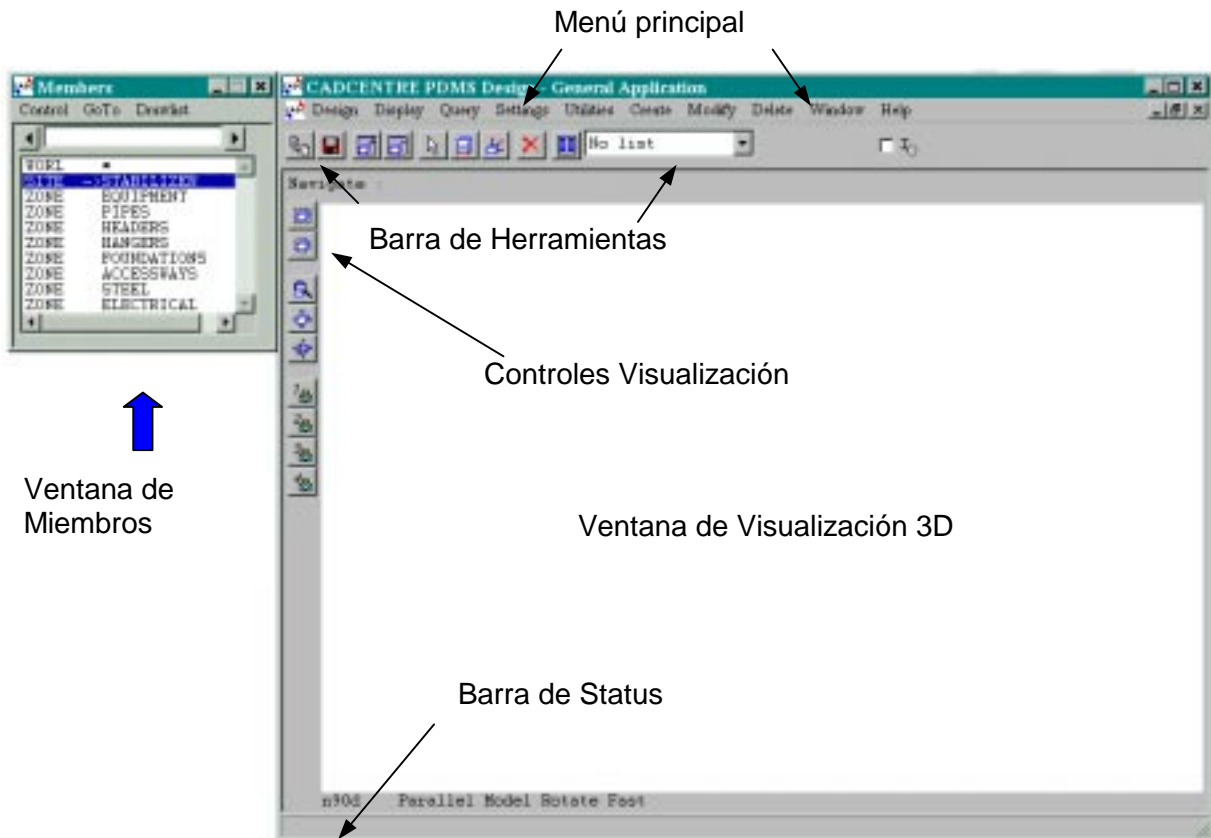 Menú principal
Members
Control GoTo Drawlist
WORL *
SITE ->STABILIZER
ZONE EQUIPMENT
ZONE PIPES
ZONE HEADERS
ZONE HANGERS
ZONE FOUNDATIONS
ZONE ACCESSWAYS
ZONE STEEL
ZONE ELECTRICAL
Ventana de
Miembros
CADCENTRE PDMS Design - General Application
Design Display Query Settings Utilities Create Modify Delete Window Help
No list
Navigate :
Barra de Herramientas
Controles Visualización
Ventana de Visualización 3D
Barra de Status
n90d Parallel Model Rotate Fast